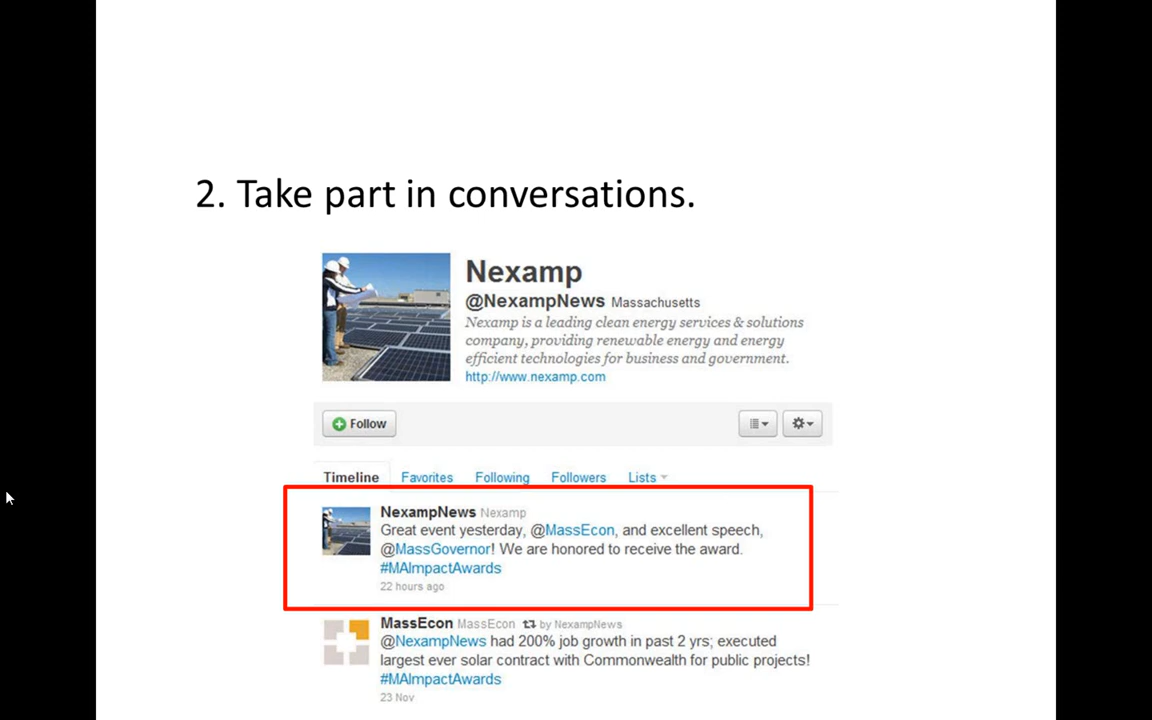 2. Take part in conversations.
Nexamp
@NexampNews Massachusetts
Nexamp is a leading clean energy services & solutions
company, providing renewable energy and energy
efficient technologies for business and government.
http://www.nexamp.com
Follow
Timeline Favorites Following Followers Lists
NexampNews Nexamp
Great event yesterday, @MassEcon, and excellent speech,
@MassGovernor! We are honored to receive the award.
#MAImpactAwards
22 hours ago
MassEcon MassEcon by NexampNews
@NexampNews had 200% job growth in past 2 yrs; executed
largest ever solar contract with Commonwealth for public projects!
#MAImpactAwards
23 Nov